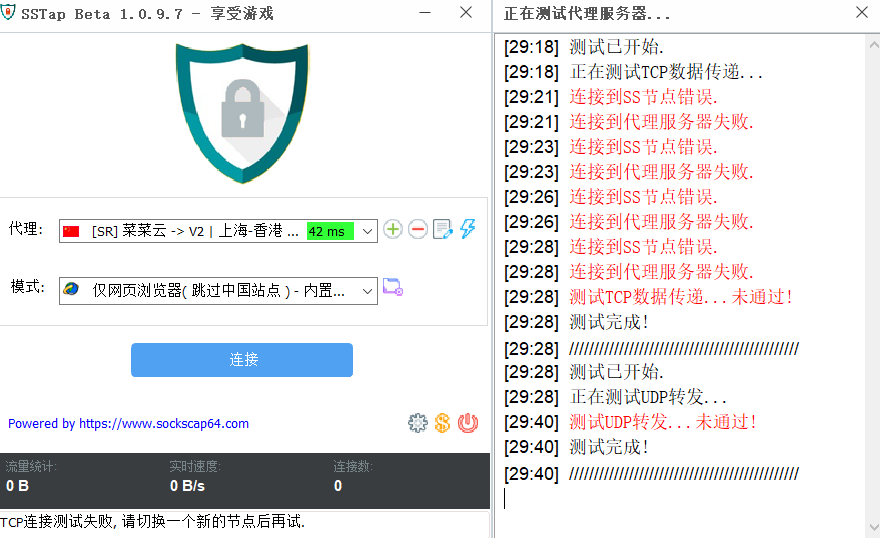 SSTap Beta 1.0.9.7 - 享受游戏
代理:
[SR] 菜菜云 -> V2 | 上海-香港 ...
42 ms
模式:
仅网页浏览器( 跳过中国站点 ) - 内置...
连接
Powered by https://www.sockscap64.com
流量统计:
实时速度:
连接数:
0 B
0 B/s
0
TCP连接测试失败, 请切换一个新的节点后再试.
正在测试代理服务器...
[29:18] 测试已开始.
[29:18] 正在测试TCP数据传递...
[29:21] 连接到SS节点错误.
[29:21] 连接到代理服务器失败.
[29:23] 连接到SS节点错误.
[29:23] 连接到代理服务器失败.
[29:26] 连接到SS节点错误.
[29:26] 连接到代理服务器失败.
[29:28] 连接到SS节点错误.
[29:28] 连接到代理服务器失败.
[29:28] 测试TCP数据传递...未通过!
[29:28] 测试完成!
[29:28] //////////////////////////////////////////////
[29:28] 测试已开始.
[29:28] 正在测试UDP转发...
[29:40] 测试UDP转发...未通过!
[29:40] 测试完成!
[29:40] //////////////////////////////////////////////